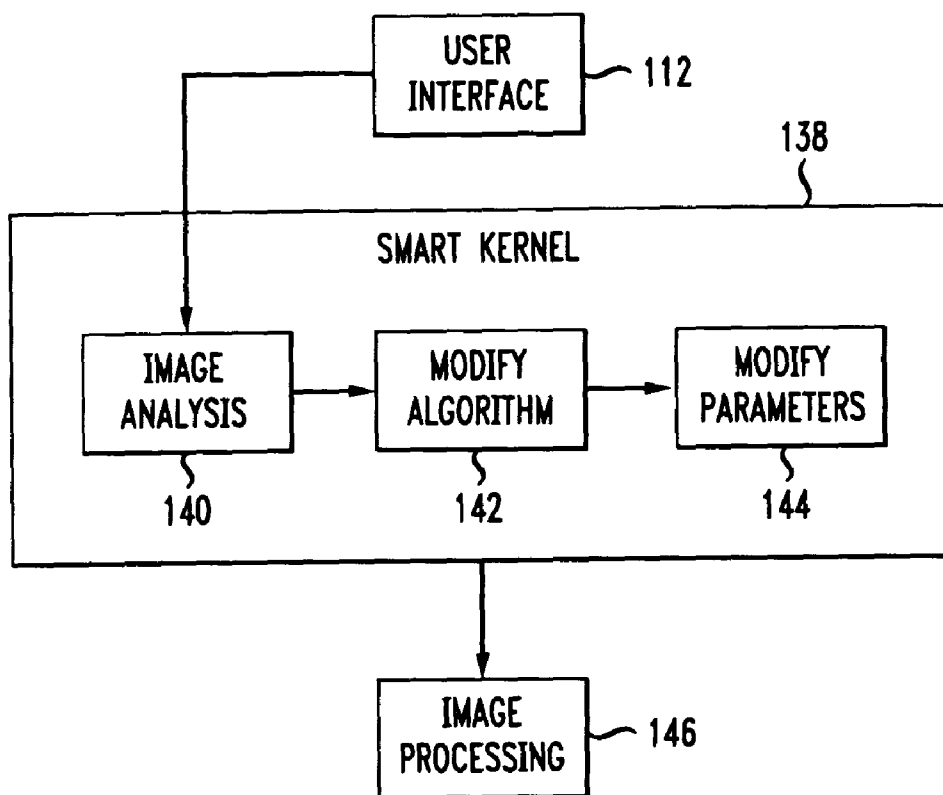 USER
INTERFACE
112
138
SMART KERNEL
IMAGE
ANALYSIS
MODIFY
ALGORITHM
MODIFY
PARAMETERS
140
142
144
IMAGE
PROCESSING
146